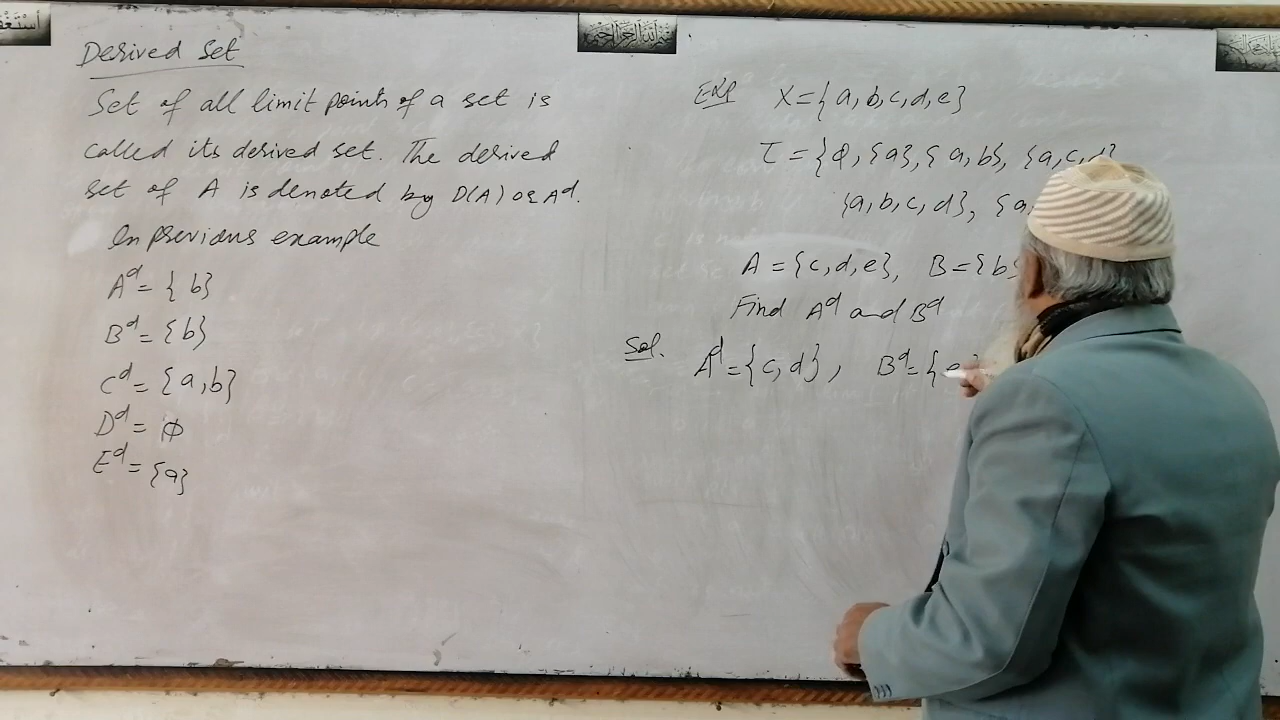 Derived Set
Set of all limit points of a set is
called its derived set. The derived
set of A is denoted by D(A) or A^d.
In previous example
A^d = {b}
B^d = {b}
C^d = {a,b}
D^d = φ
E^d = {a}
X = {a,b,c,d,e}
τ = {φ, {a}, {a,b}, {a,c,d}
{a,b,c,d}, {a,
A = {c,d,e}, B = {b}
Find A^d and B^d
Sol. A^d = {c,d}, B^d = {e}